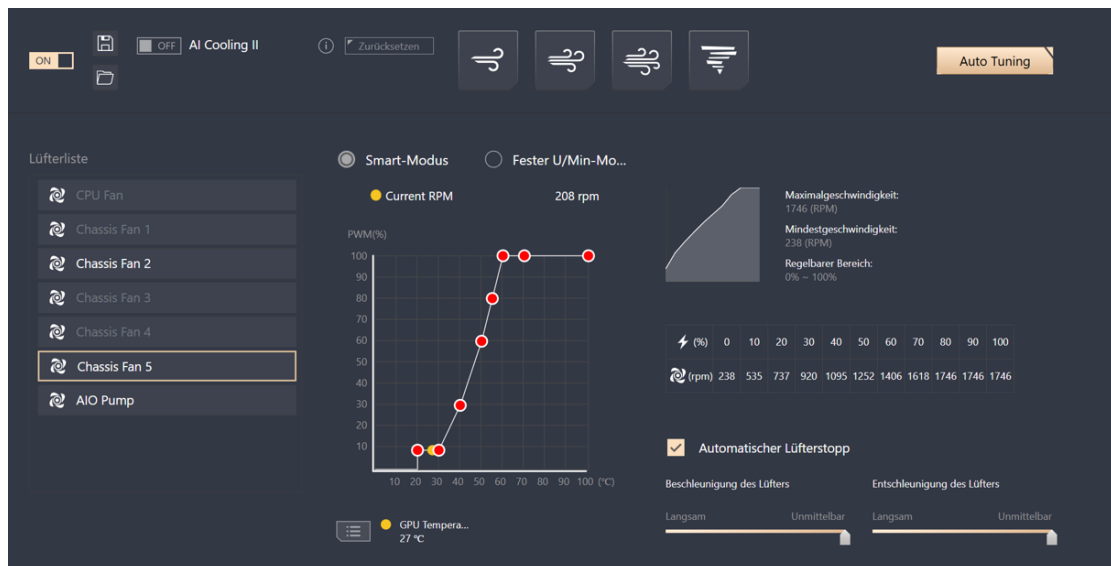 ON
OFF AI Cooling II
Zurücksetzen
Auto Tuning
Lüfterliste
CPU Fan
Chassis Fan 1
Chassis Fan 2
Chassis Fan 3
Chassis Fan 4
Chassis Fan 5
AIO Pump
Smart-Modus
Fester U/Min-Mo...
Current RPM 208 rpm
PWM(%)
100
90
80
70
60
50
40
30
20
10
10 20 30 40 50 60 70 80 90 100 (°C)
GPU Tempera...
27 °C
Maximalgeschwindigkeit:
1746 (RPM)
Mindestgeschwindigkeit:
238 (RPM)
Regelbarer Bereich:
0% ~ 100%
(%) 0 10 20 30 40 50 60 70 80 90 100
(rpm) 238 535 737 920 1095 1252 1406 1618 1746 1746 1746
Automatischer Lüfterstopp
Beschleunigung des Lüfters
Langsam Unmittelbar
Entschleunigung des Lüfters
Langsam Unmittelbar